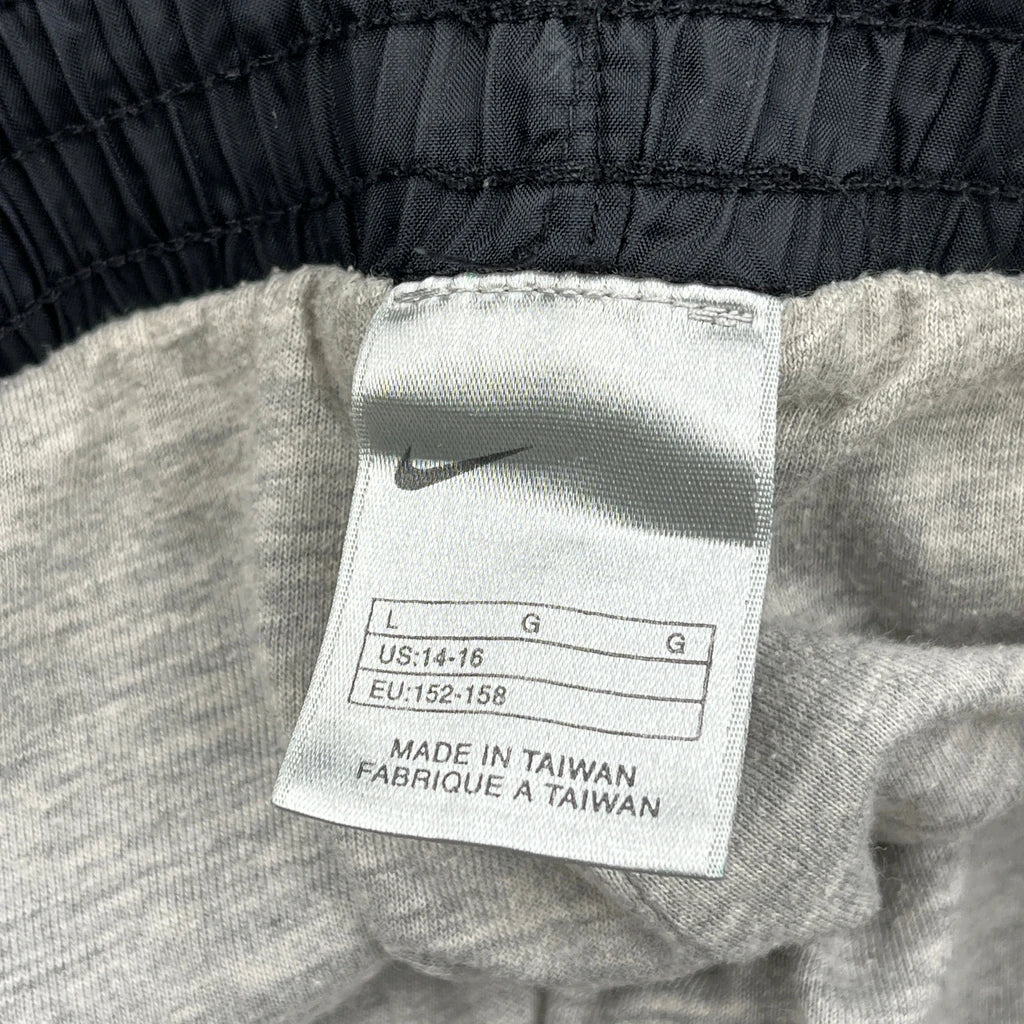 L G G
US:14-16
EU:152-158
MADE IN TAIWAN
FABRIQUE A TAIWAN